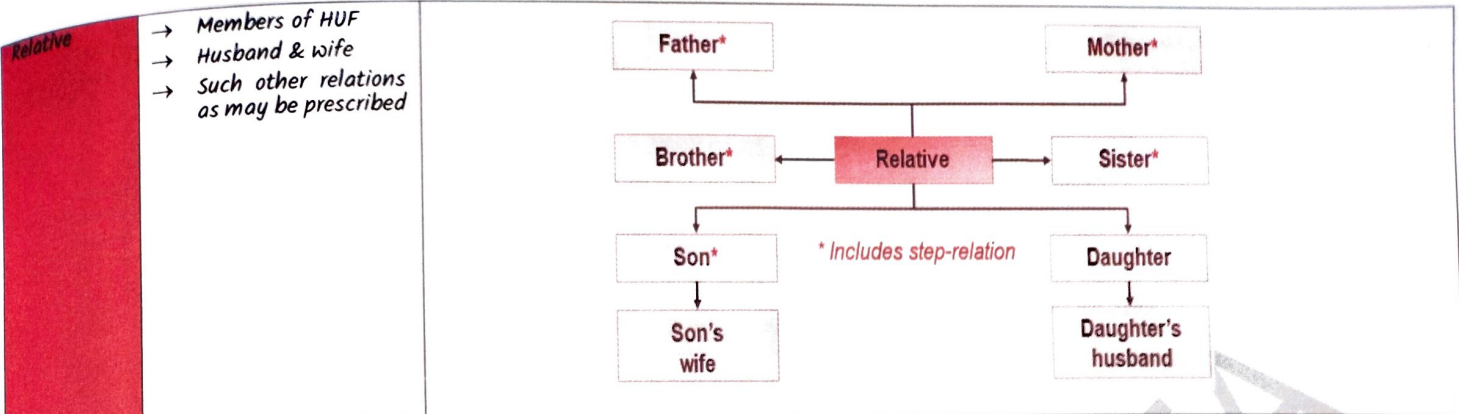 Relative
→ Members of HUF
→ Husband & wife
→ Such other relations
as may be prescribed
Father*
Mother*
Brother*
Relative
Sister*
Son*
* Includes step-relation
Daughter
Son's
wife
Daughter's
husband